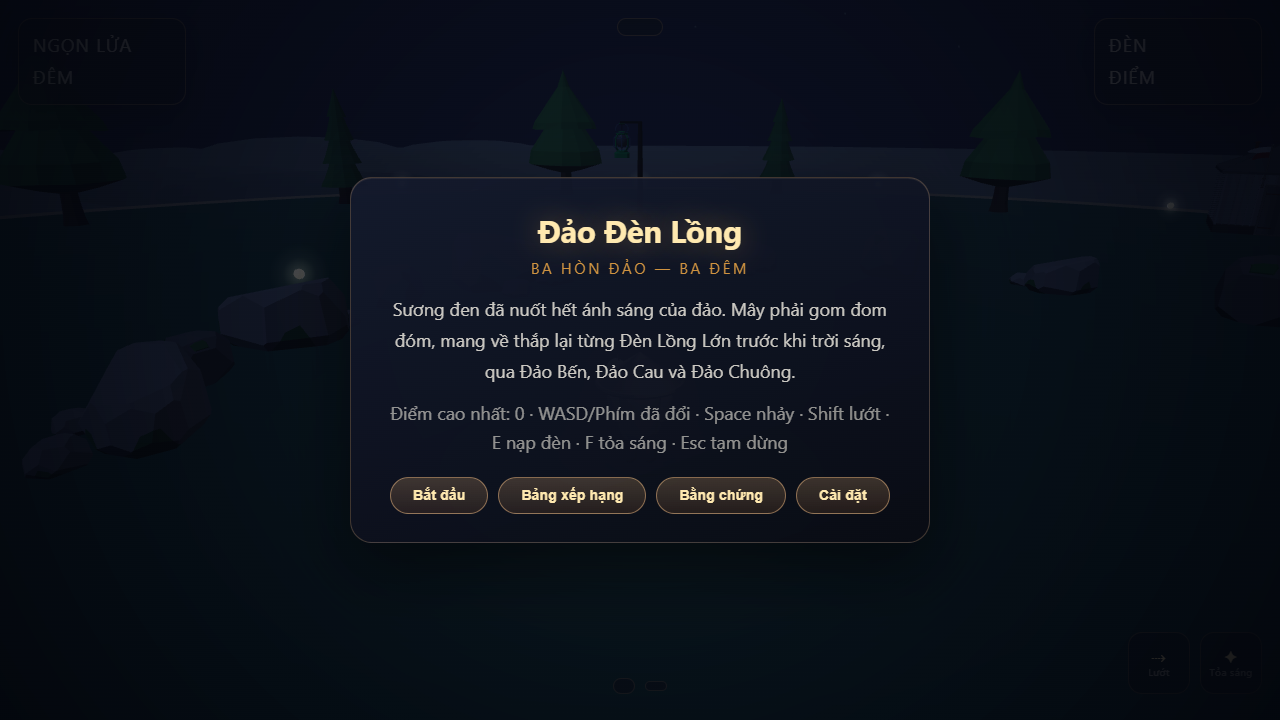 NGỌN LỬA
ĐÊM
ĐÈN
ĐIỂM
Đảo Đèn Lồng
BA HÒN ĐẢO — BA ĐÊM
Sương đen đã nuốt hết ánh sáng của đảo. Mây phải gom đom
đóm, mang về thắp lại từng Đèn Lồng Lớn trước khi trời sáng,
qua Đảo Bến, Đảo Cau và Đảo Chuông.
Điểm cao nhất: 0 · WASD/Phím đã đổi · Space nhảy · Shift lướt ·
E nạp đèn · F tỏa sáng · Esc tạm dừng
Bắt đầu
Bảng xếp hạng
Bằng chứng
Cài đặt
Lướt
Tỏa sáng